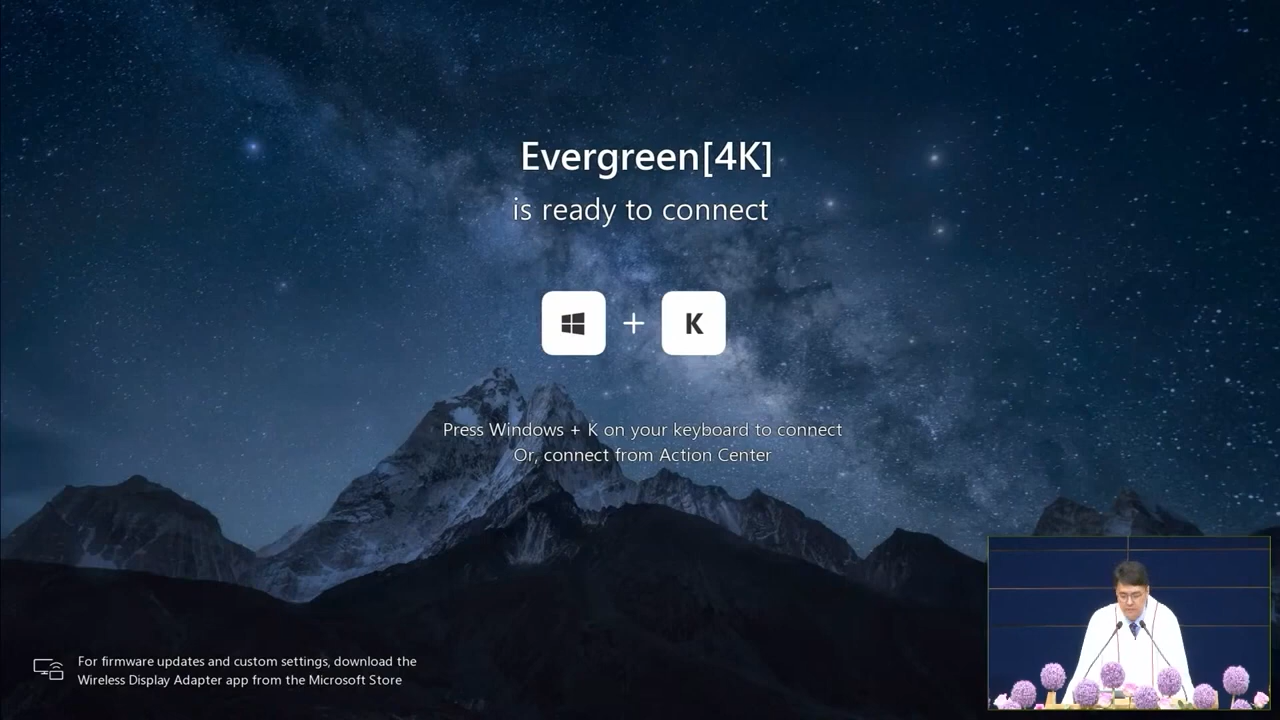 Evergreen[4K]
is ready to connect
+ K
Press Windows + K on your keyboard to connect
Or, connect from Action Center
For firmware updates and custom settings, download the
Wireless Display Adapter app from the Microsoft Store